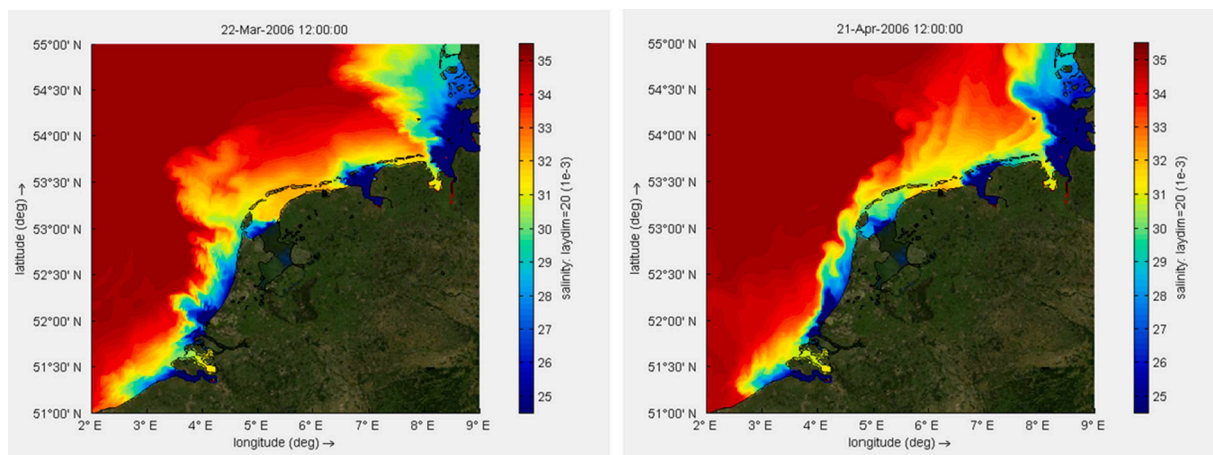 22-Mar-2006 12:00:00
55°00' N
54°30' N
54°00' N
53°30' N
53°00' N
52°30' N
52°00' N
51°30' N
51°00' N
latitude (deg) →
2° E 3° E 4° E 5° E 6° E 7° E 8° E 9° E
longitude (deg) →
35
34
33
32
31
30
29
28
27
26
25
salinity: laydim=20 (1e-3)
21-Apr-2006 12:00:00
55°00' N
54°30' N
54°00' N
53°30' N
53°00' N
52°30' N
52°00' N
51°30' N
51°00' N
latitude (deg) →
2° E 3° E 4° E 5° E 6° E 7° E 8° E 9° E
longitude (deg) →
35
34
33
32
31
30
29
28
27
26
25
salinity: laydim=20 (1e-3)